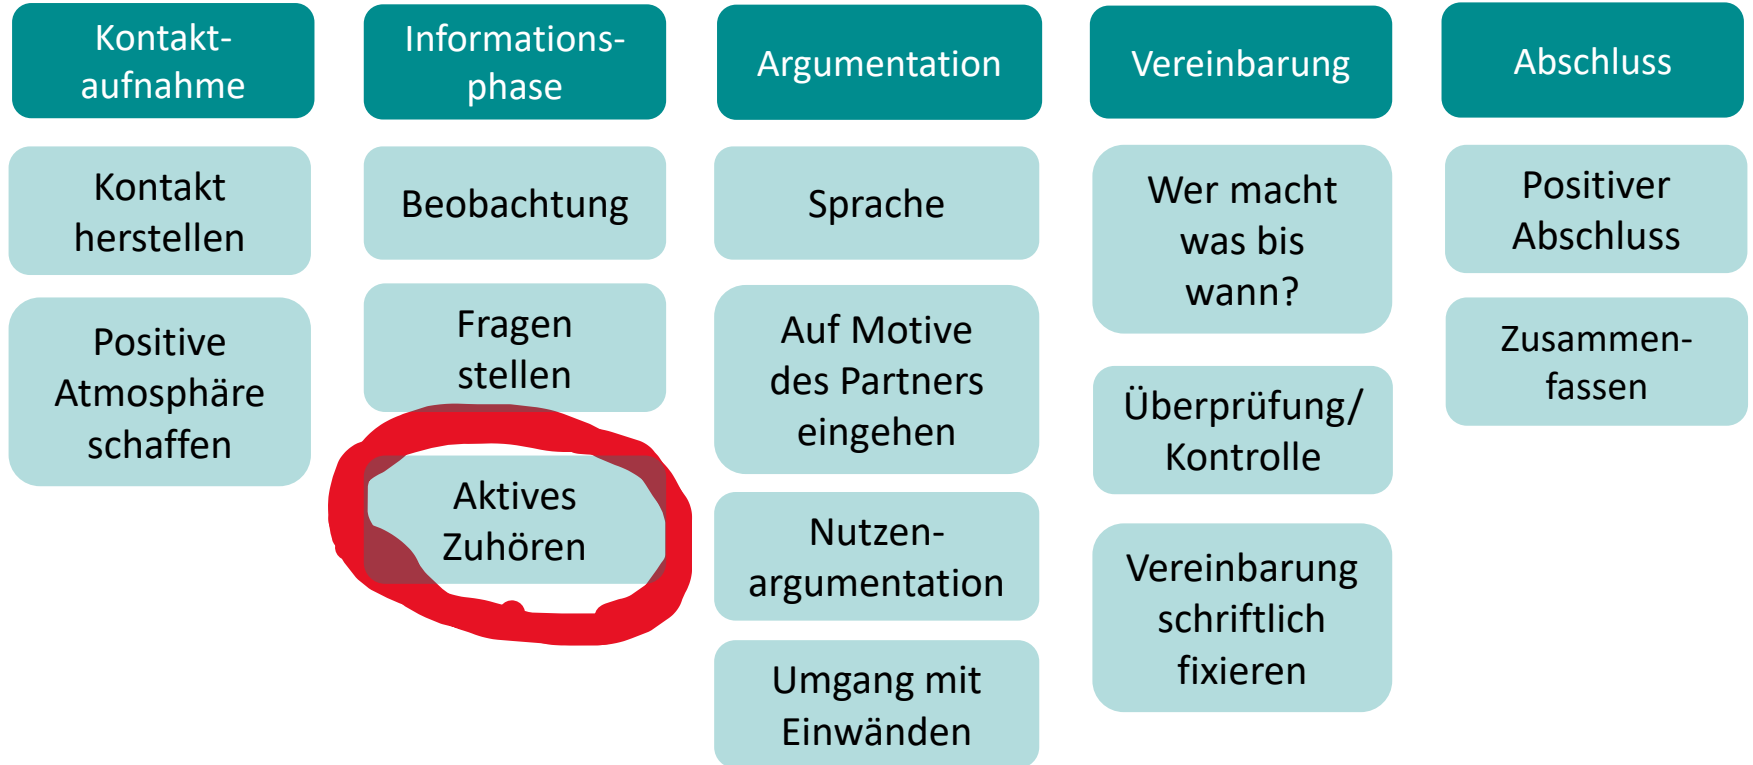 Kontakt-
aufnahme
Informations-
phase
Argumentation
Vereinbarung
Abschluss
Kontakt
herstellen
Positive
Atmosphäre
schaffen
Beobachtung
Fragen
stellen
Aktives
Zuhören
Sprache
Auf Motive
des Partners
eingehen
Nutzen-
argumentation
Umgang mit
Einwänden
Wer macht
was bis
wann?
Überprüfung/
Kontrolle
Vereinbarung
schriftlich
fixieren
Positiver
Abschluss
Zusammen-
fassen